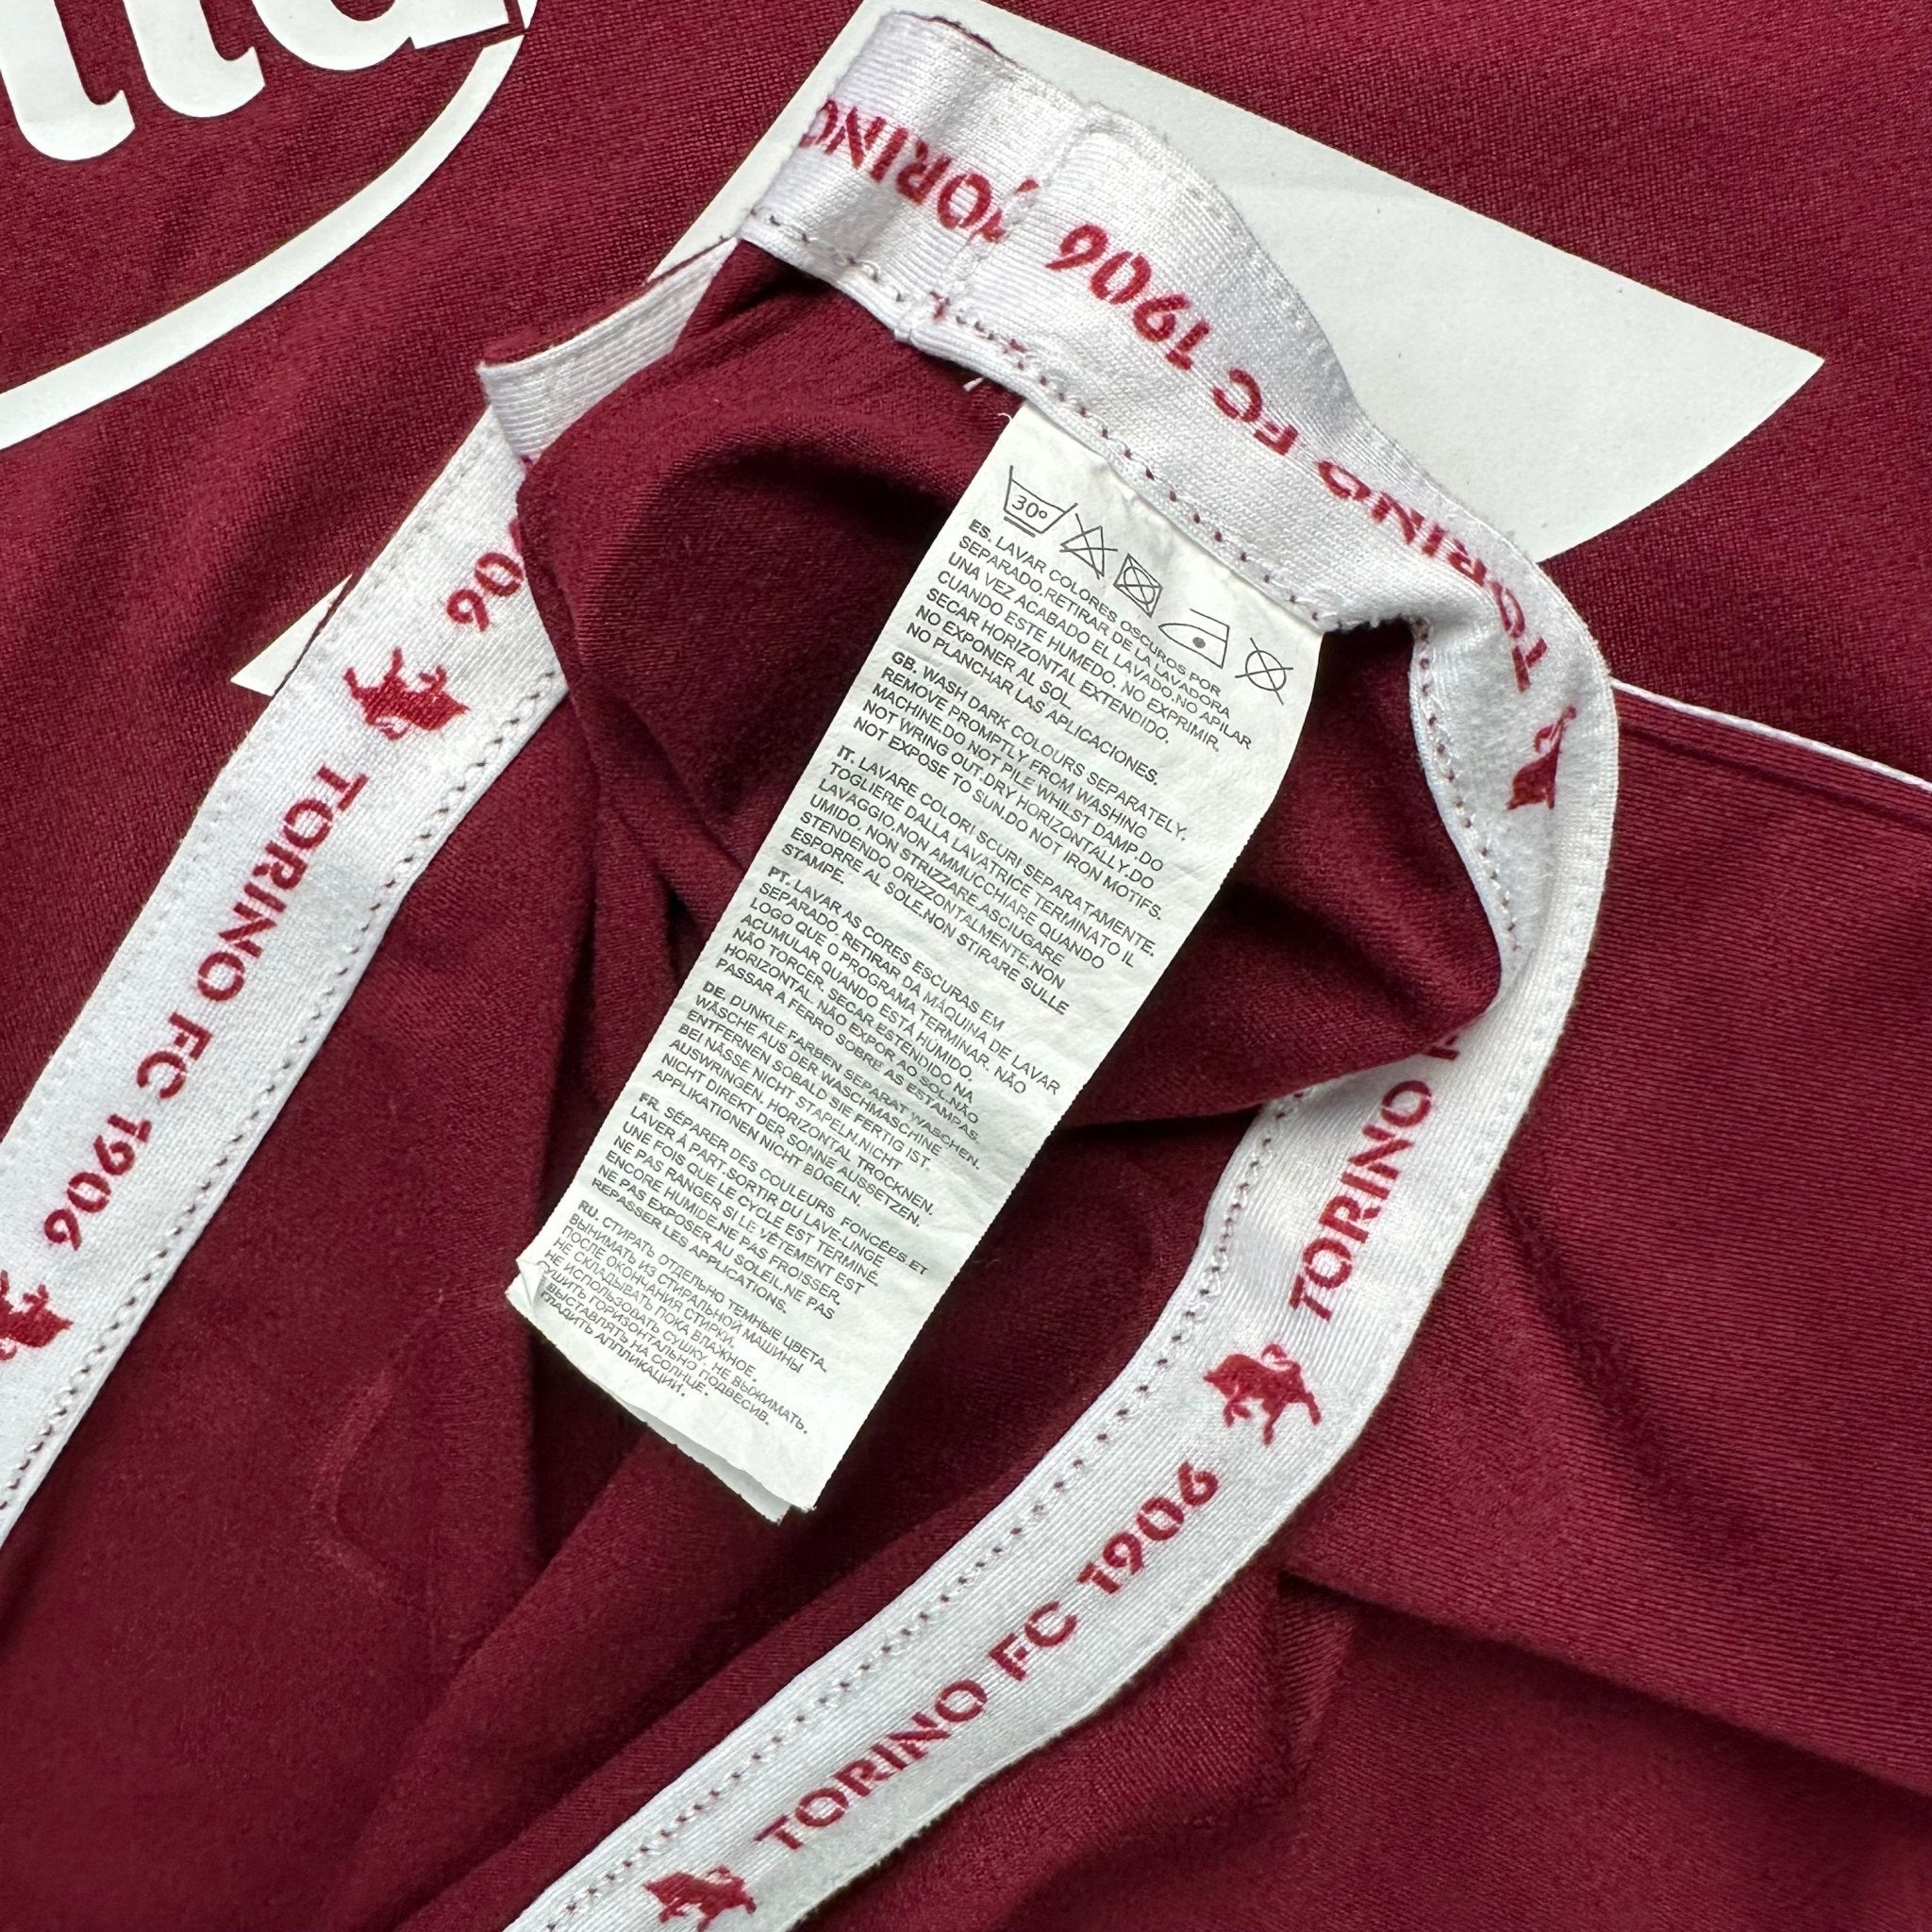 TORINO
TORINO FC 1906
30°
ES. LAVAR COLORES OSCUROS POR
SEPARADO.RETIRAR DE LA LAVADORA
UNA VEZ ACABADO EL LAVADO.NO APILAR
CUANDO ESTE HUMEDO. NO EXPRIMIR,
SECAR HORIZONTAL EXTENDIDO.
NO EXPONER AL SOL.
NO PLANCHAR LAS APLICACIONES.
GB. WASH DARK COLOURS SEPARATELY.
REMOVE PROMPTLY FROM WASHING
MACHINE.DO NOT PILE WHILST DAMP.DO
NOT WRING OUT.DRY HORIZONTALLY.DO
NOT EXPOSE TO SUN.DO NOT IRON MOTIFS.
IT. LAVARE COLORI SCURI SEPARATAMENTE.
TOGLIERE DALLA LAVATRICE TERMINATO IL
LAVAGGIO.NON AMMUCCHIARE QUANDO
UMIDO. NON STRIZZARE.ASCIUGARE
STENDENDO ORIZZONTALMENTE.NON
ESPORRE AL SOLE.NON STIRARE SULLE
STAMPE.
PT. LAVAR AS CORES ESCURAS EM
SEPARADO. RETIRAR DA MÁQUINA DE LAVAR
LOGO QUE O PROGRAMA TERMINAR. NÃO
ACUMULAR QUANDO ESTÁ HÚMIDO.
NÃO TORCER. SECAR ESTENDIDO NA
HORIZONTAL. NÃO EXPOR AO SOL.NÃO
PASSAR A FERRO SOBRE AS ESTAMPAS.
DE. DUNKLE FARBEN SEPARAT WASCHEN.
WÄSCHE AUS DER WASCHMASCHINE
ENTFERNEN SOBALD SIE FERTIG IST.
BEI NÄSSE NICHT STAPELN.NICHT
AUSWRINGEN. HORIZONTAL TROCKNEN.
NICHT DIREKT DER SONNE AUSSETZEN.
APPLIKATIONEN NICHT BÜGELN.
FR. SÉPARER DES COULEURS FONCÉES ET
LAVER À PART.SORTIR DU LAVE-LINGE
UNE FOIS QUE LE CYCLE EST TERMINÉ.
NE PAS RANGER SI LE VÊTEMENT EST
ENCORE HUMIDE.NE PAS FROISSER.
NE PAS EXPOSER AU SOLEIL.NE PAS
REPASSER LES APPLICATIONS.
RU. СТИРАТЬ ОТДЕЛЬНО ТЕМНЫЕ ЦВЕТА.
ВЫНИМАТЬ ИЗ СТИРАЛЬНОЙ МАШИНЫ
ПОСЛЕ ОКОНЧАНИЯ СТИРКИ.
НЕ СКЛАДЫВАТЬ ПОКА ВЛАЖНОЕ.
НЕ ИСПОЛЬЗОВАТЬ СУШКУ. НЕ ВЫЖИМАТЬ.
СУШИТЬ ГОРИЗОНТАЛЬНО ПОДВЕСИВ.
ВЫСТАВЛЯТЬ НА СОЛНЦЕ.
ГЛАДИТЬ АППЛИКАЦИИ.
06
TORINO FC 1906
TORINO
TORINO FC 1906